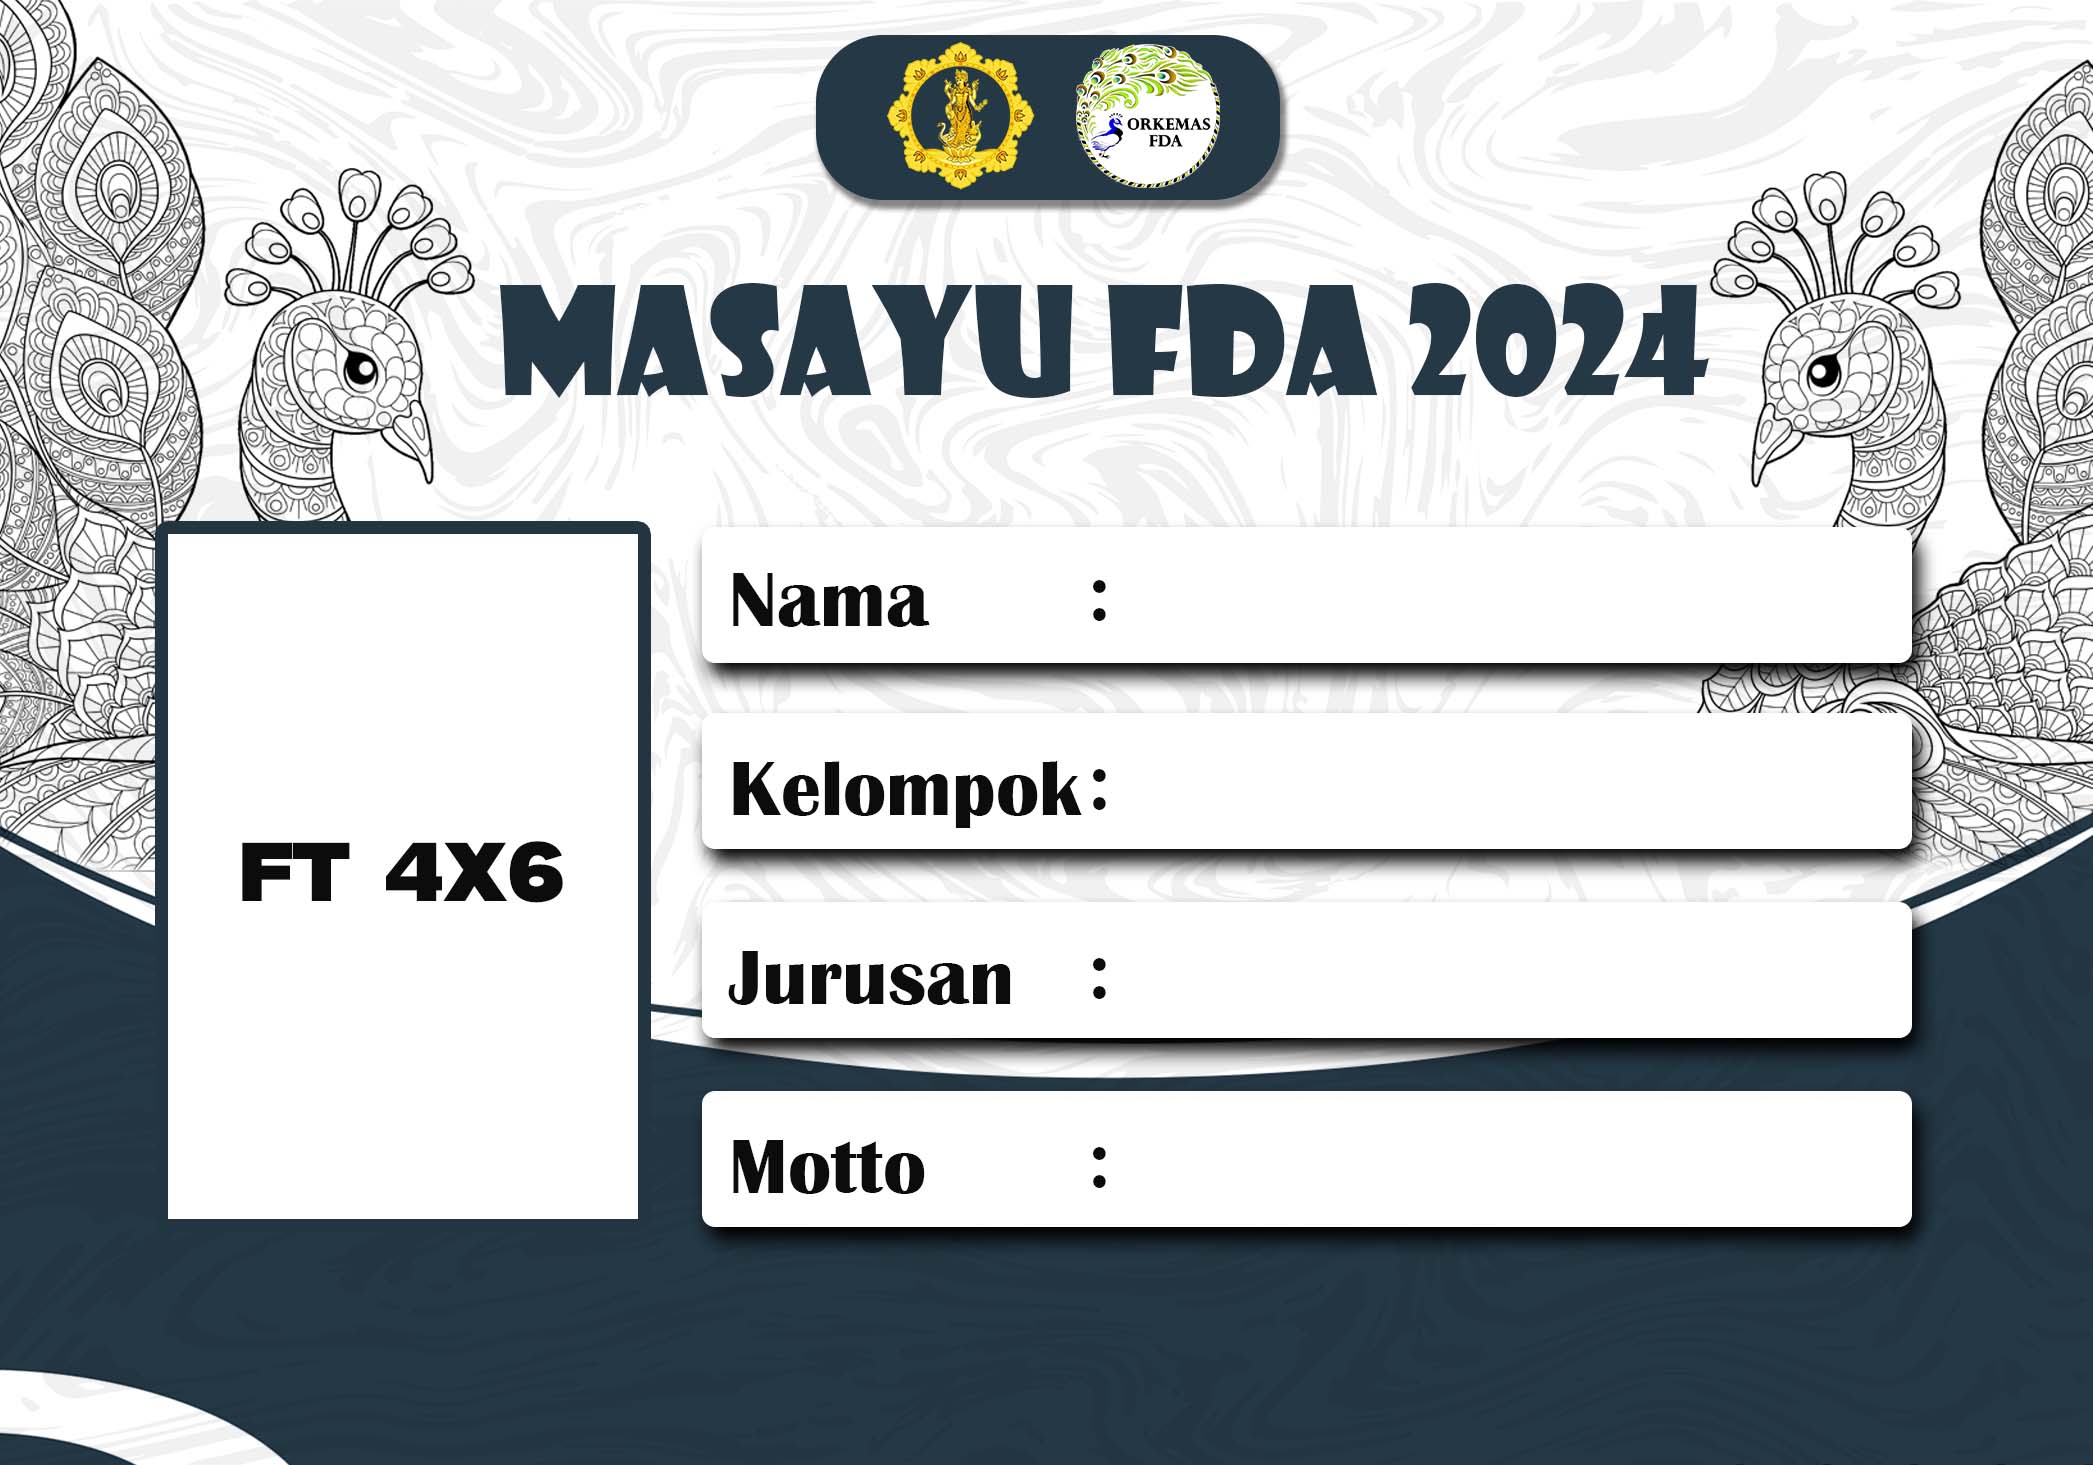 ORKEMAS
FDA
MASAYU FDA 2024
FT 4X6
Nama :
Kelompok :
Jurusan :
Motto :